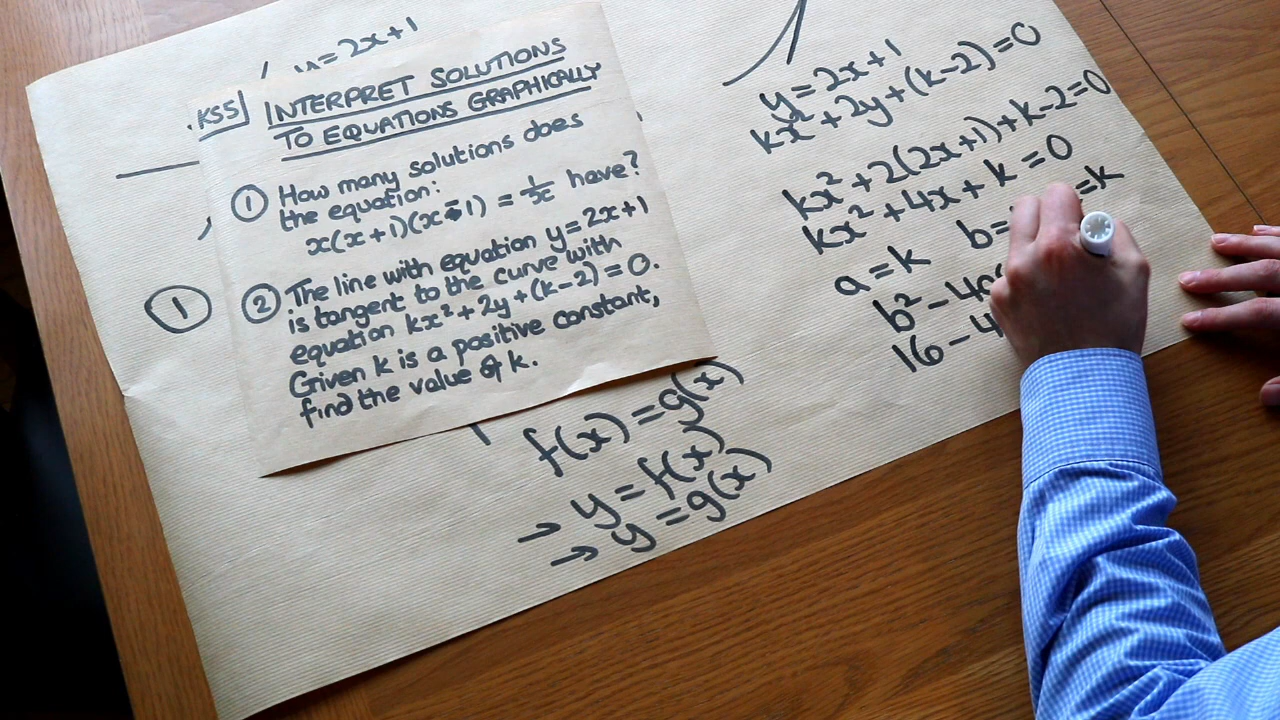 y = 2x+1
KS5
INTERPRET SOLUTIONS
TO EQUATIONS GRAPHICALLY
① How many solutions does
the equation:
x(x+1)(x-1) = 1/x have?
② The line with equation y=2x+1
is tangent to the curve with
equation kx²+2y+(k-2)=0.
Given k is a positive constant,
find the value of k.
①
f(x) = g(x)
→ y = f(x)
→ y = g(x)
y = 2x+1
kx² + 2y + (k-2) = 0
kx² + 2(2x+1) + k-2 = 0
kx² + 4x + k = 0
a = k b = =k
b² - 4
16 - 4